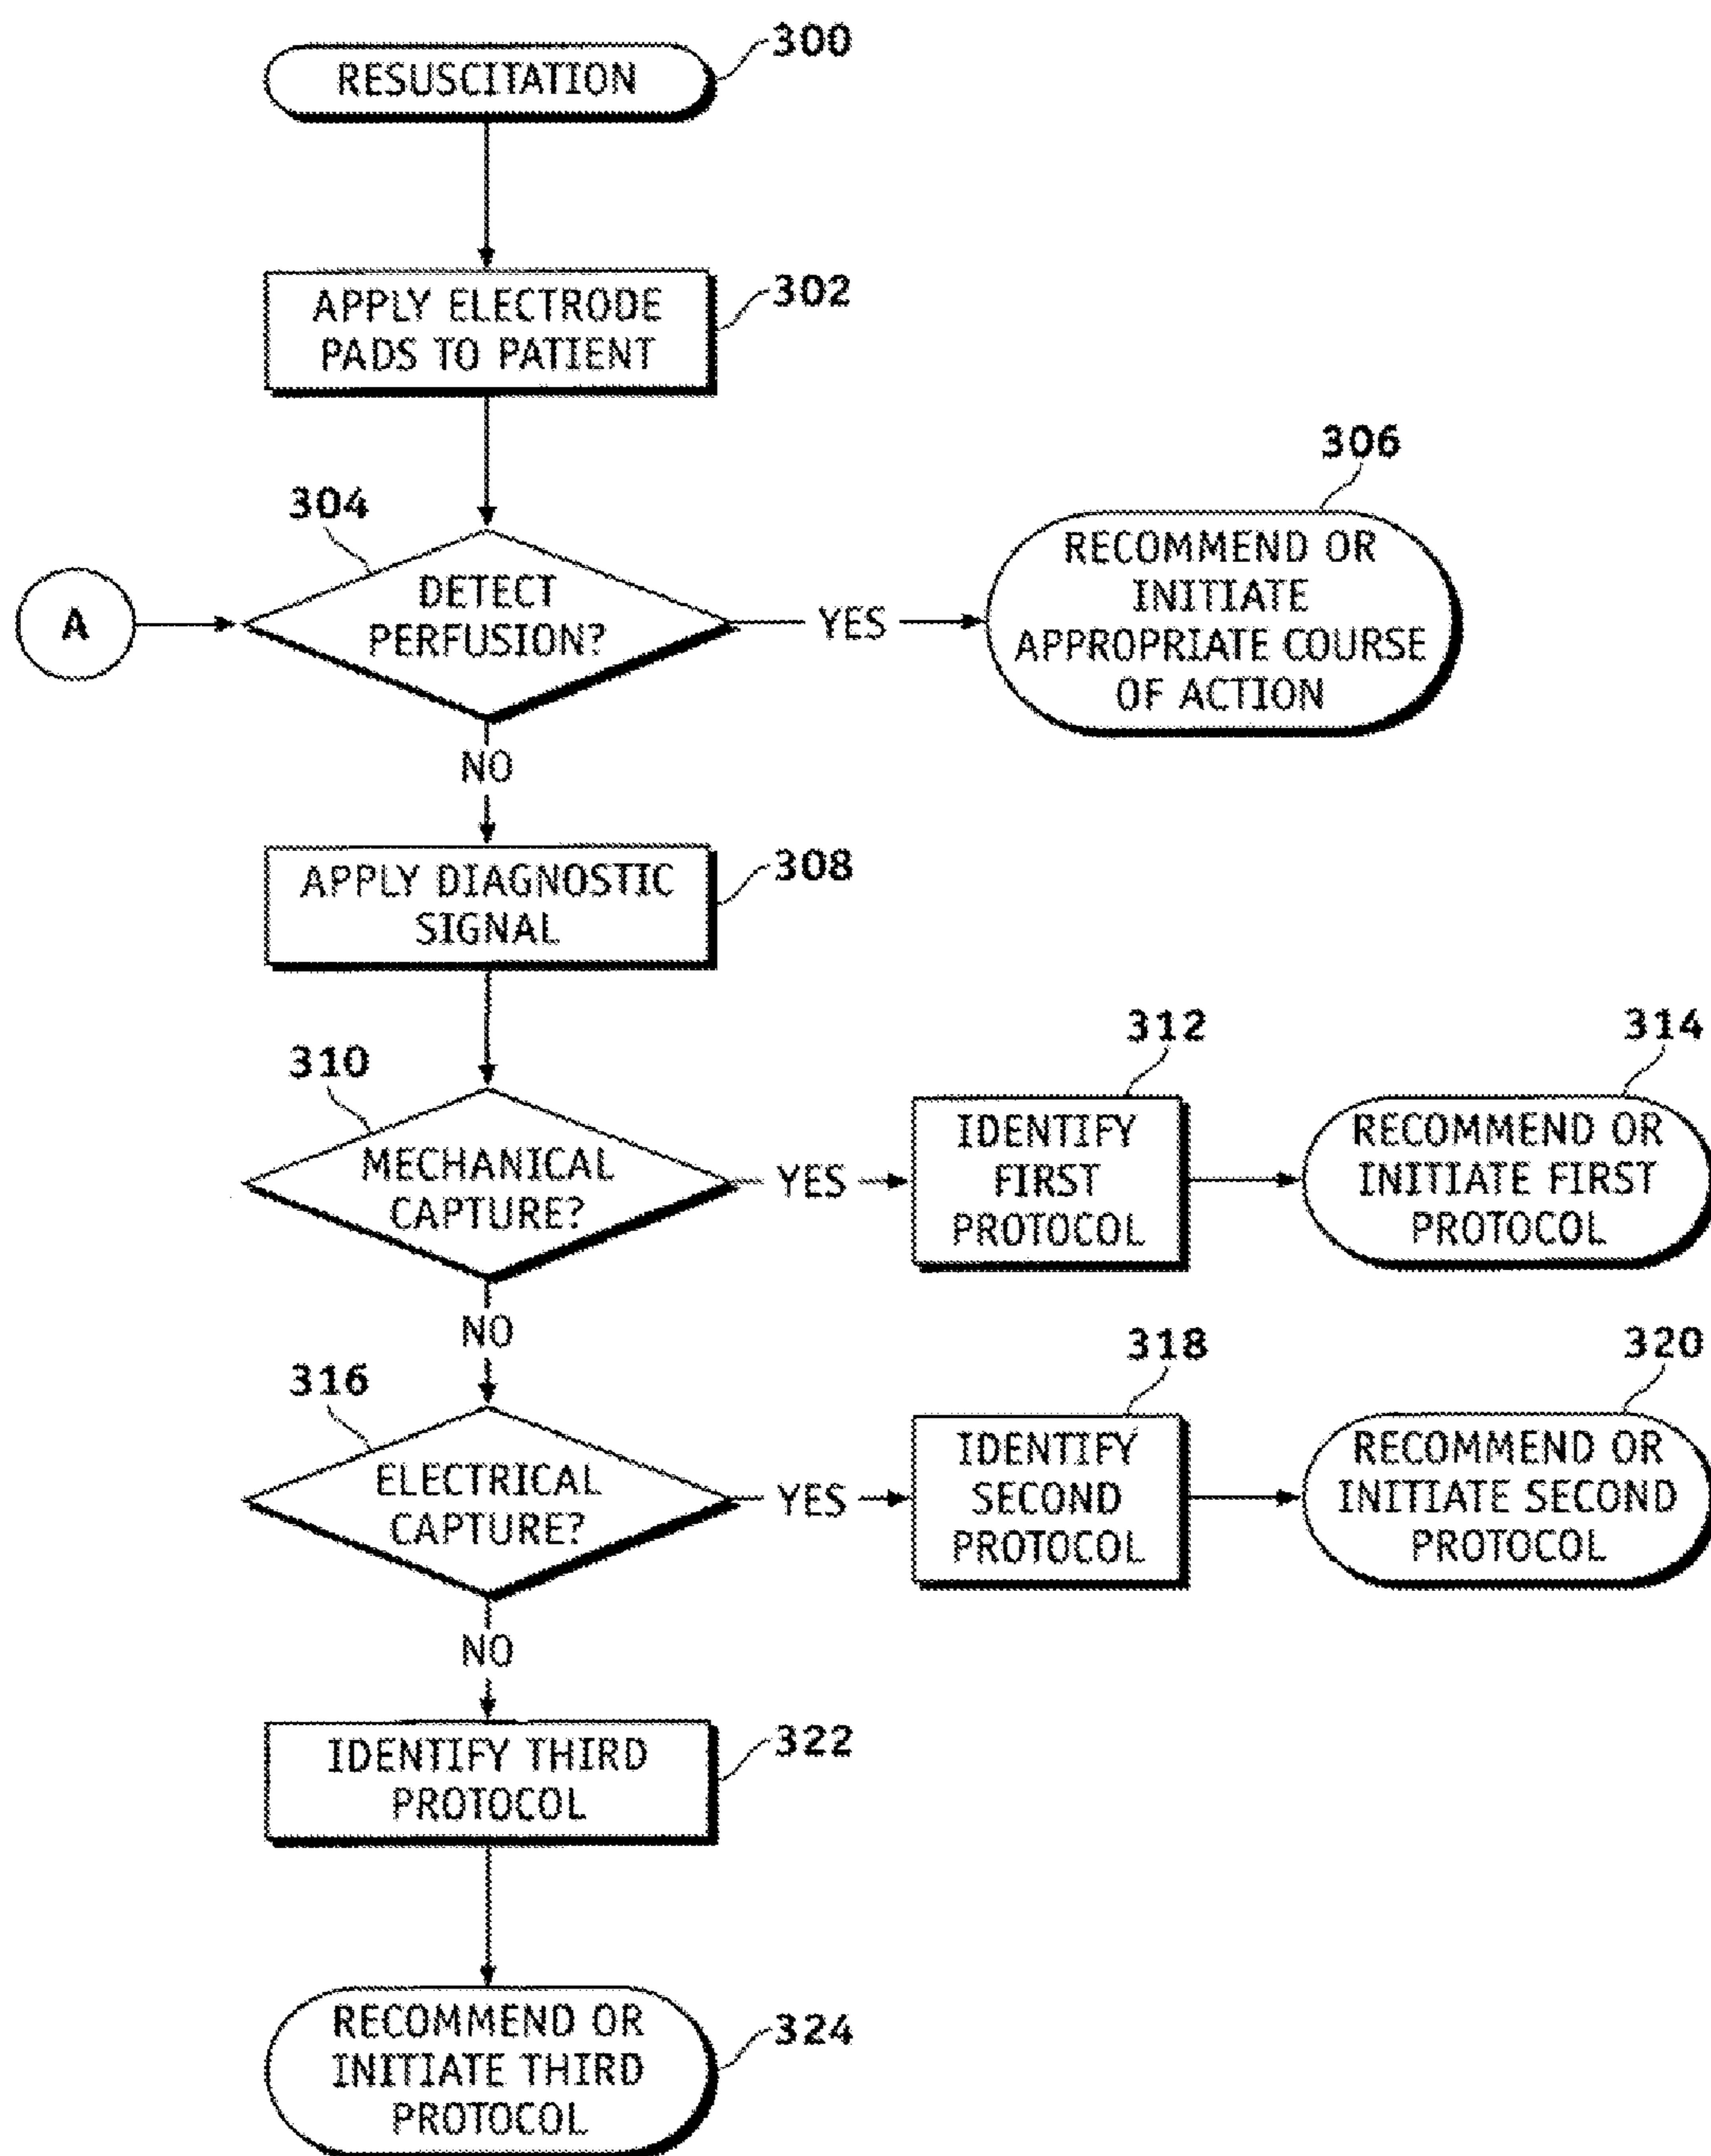 300
RESUSCITATION
302
APPLY ELECTRODE
PADS TO PATIENT
304
A
DETECT
PERFUSION?
YES
306
RECOMMEND OR
INITIATE
APPROPRIATE COURSE
OF ACTION
NO
308
APPLY DIAGNOSTIC
SIGNAL
310
MECHANICAL
CAPTURE?
YES
312
IDENTIFY
FIRST
PROTOCOL
314
RECOMMEND OR
INITIATE FIRST
PROTOCOL
NO
316
ELECTRICAL
CAPTURE?
YES
318
IDENTIFY
SECOND
PROTOCOL
320
RECOMMEND OR
INITIATE SECOND
PROTOCOL
NO
322
IDENTIFY THIRD
PROTOCOL
324
RECOMMEND OR
INITIATE THIRD
PROTOCOL